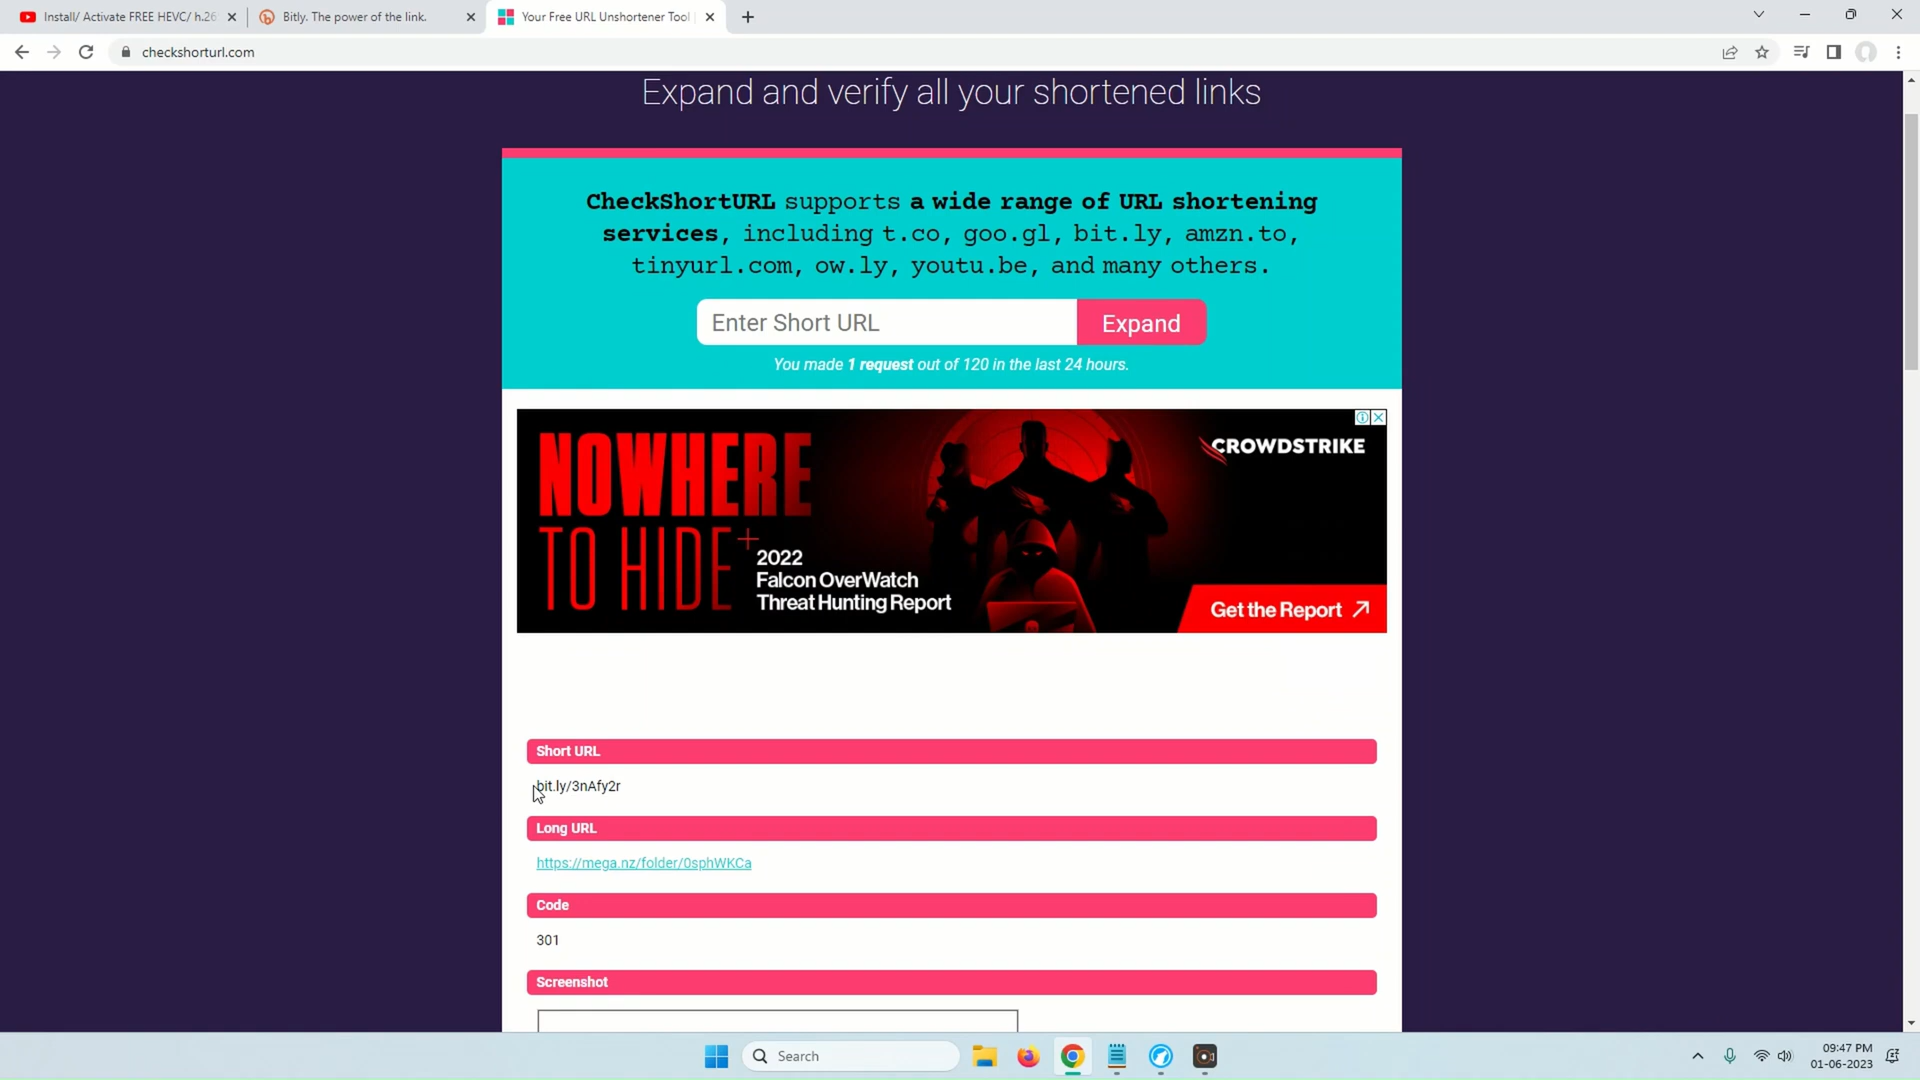 Install/ Activate FREE HEVC/ h.26
Bitly. The power of the link.
Your Free URL Unshortener Tool |
checkshorturl.com
Expand and verify all your shortened links
CheckShortURL supports a wide range of URL shortening
services, including t.co, goo.gl, bit.ly, amzn.to,
tinyurl.com, ow.ly, youtu.be, and many others.
Enter Short URL
Expand
You made 1 request out of 120 in the last 24 hours.
NOWHERE
TO HIDE
2022
Falcon OverWatch
Threat Hunting Report
CROWDSTRIKE
Get the Report
Short URL
bit.ly/3nAfy2r
Long URL
https://mega.nz/folder/0sphWKCa
Code
301
Screenshot
Search
09:47 PM
01-06-2023